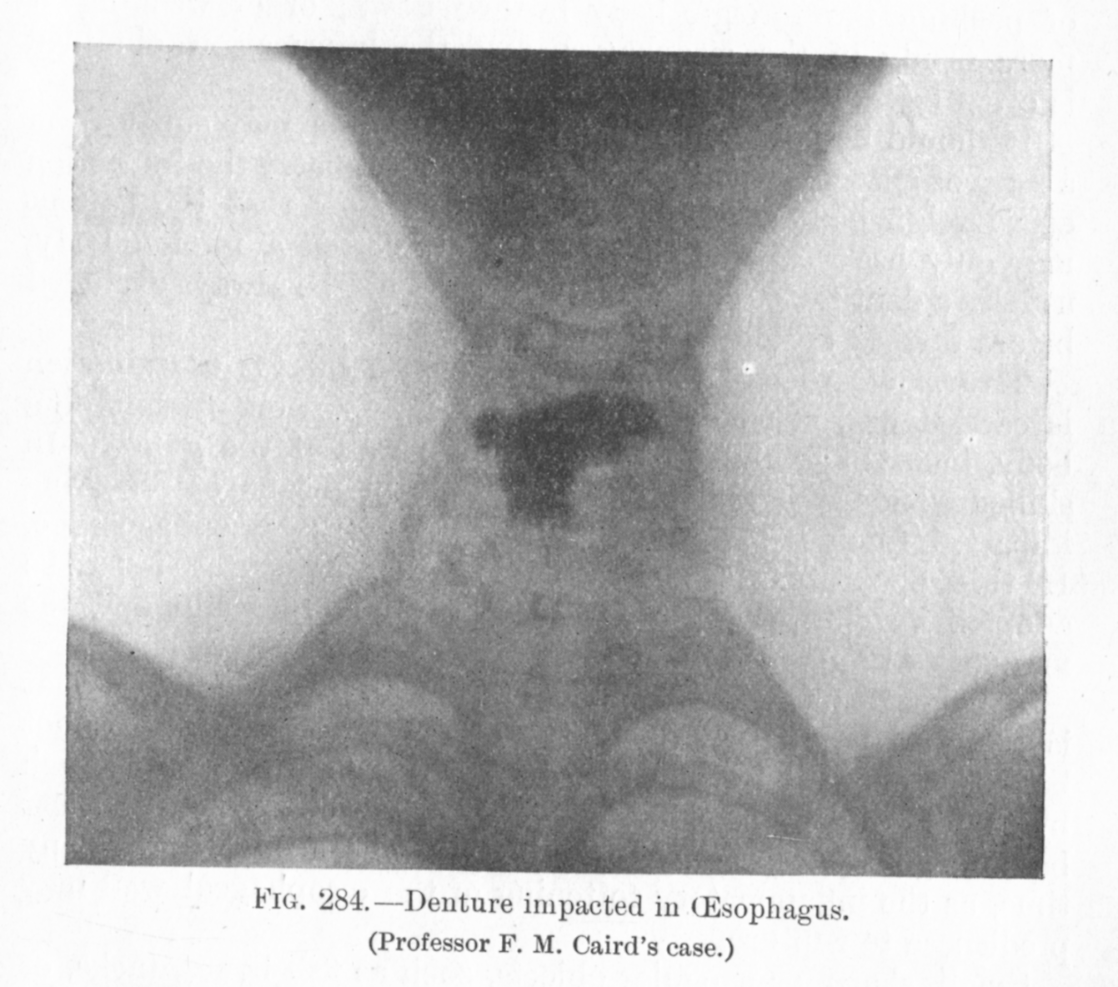 Fig. 284.—Denture impacted in Œsophagus.
(Professor F. M. Caird's case.)